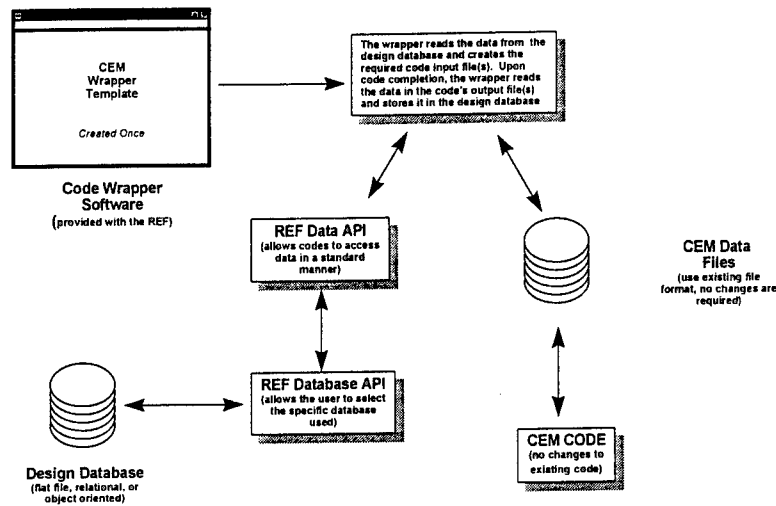 CEM
Wrapper
Template
Created Once
Code Wrapper
Software
(provided with the REF)
The wrapper reads the data from the
design database and creates the
required code input file(s). Upon
code completion, the wrapper reads
the data in the code's output file(s)
and stores it in the design database
REF Data API
(allows codes to access
data in a standard
manner)
CEM Data
Files
(use existing file
format, no changes are
required)
REF Database API
(allows the user to select
the specific database
used)
Design Database
(flat file, relational, or
object oriented)
CEM CODE
(no changes to
existing code)